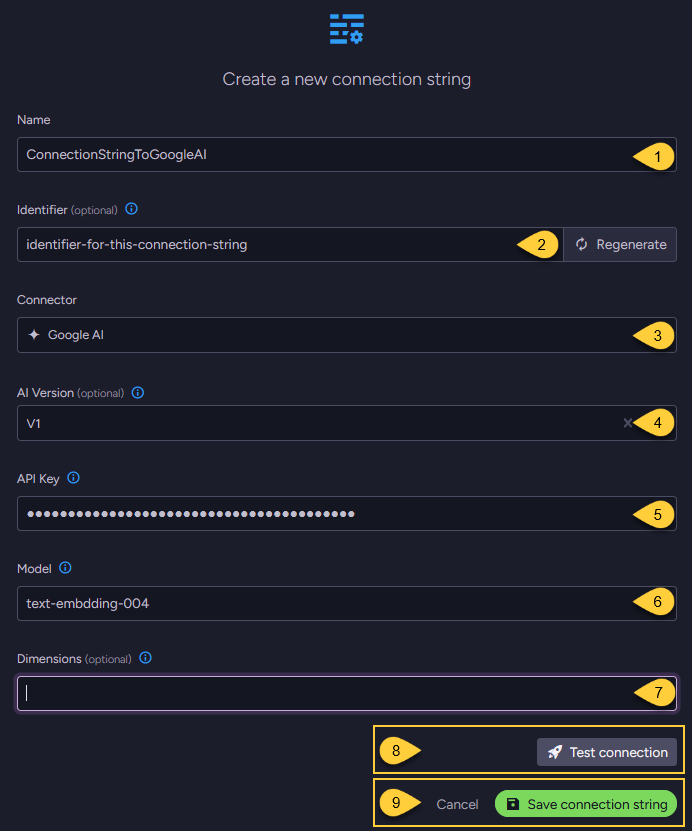 Create a new connection string
Name
ConnectionStringToGoogleAI
1
Identifier (optional)
identifier-for-this-connection-string
2
Regenerate
Connector
Google AI
3
AI Version (optional)
V1
4
API Key
●●●●●●●●●●●●●●●●●●●●●●●●●●●●●●●●●●●●●●●
5
Model
text-embdding-004
6
Dimensions (optional)
7
8
Test connection
9
Cancel
Save connection string